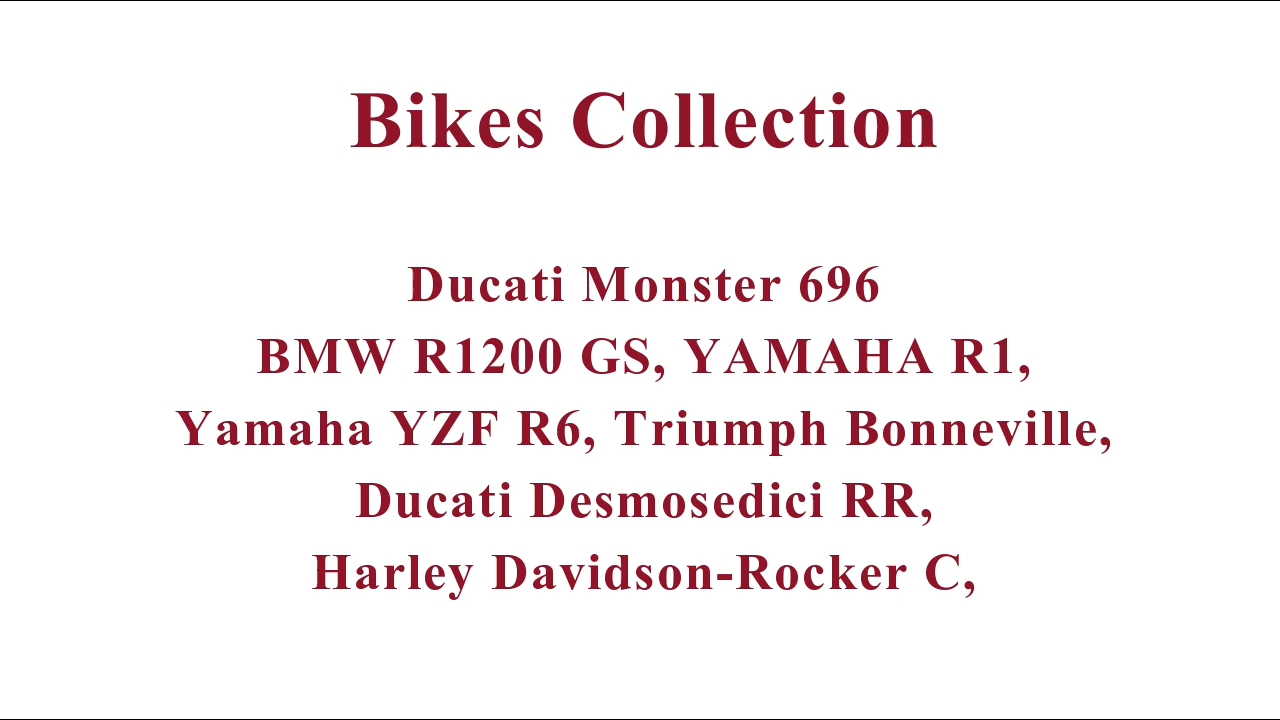 Bikes Collection
Ducati Monster 696
BMW R1200 GS, YAMAHA R1,
Yamaha YZF R6, Triumph Bonneville,
Ducati Desmosedici RR,
Harley Davidson-Rocker C,